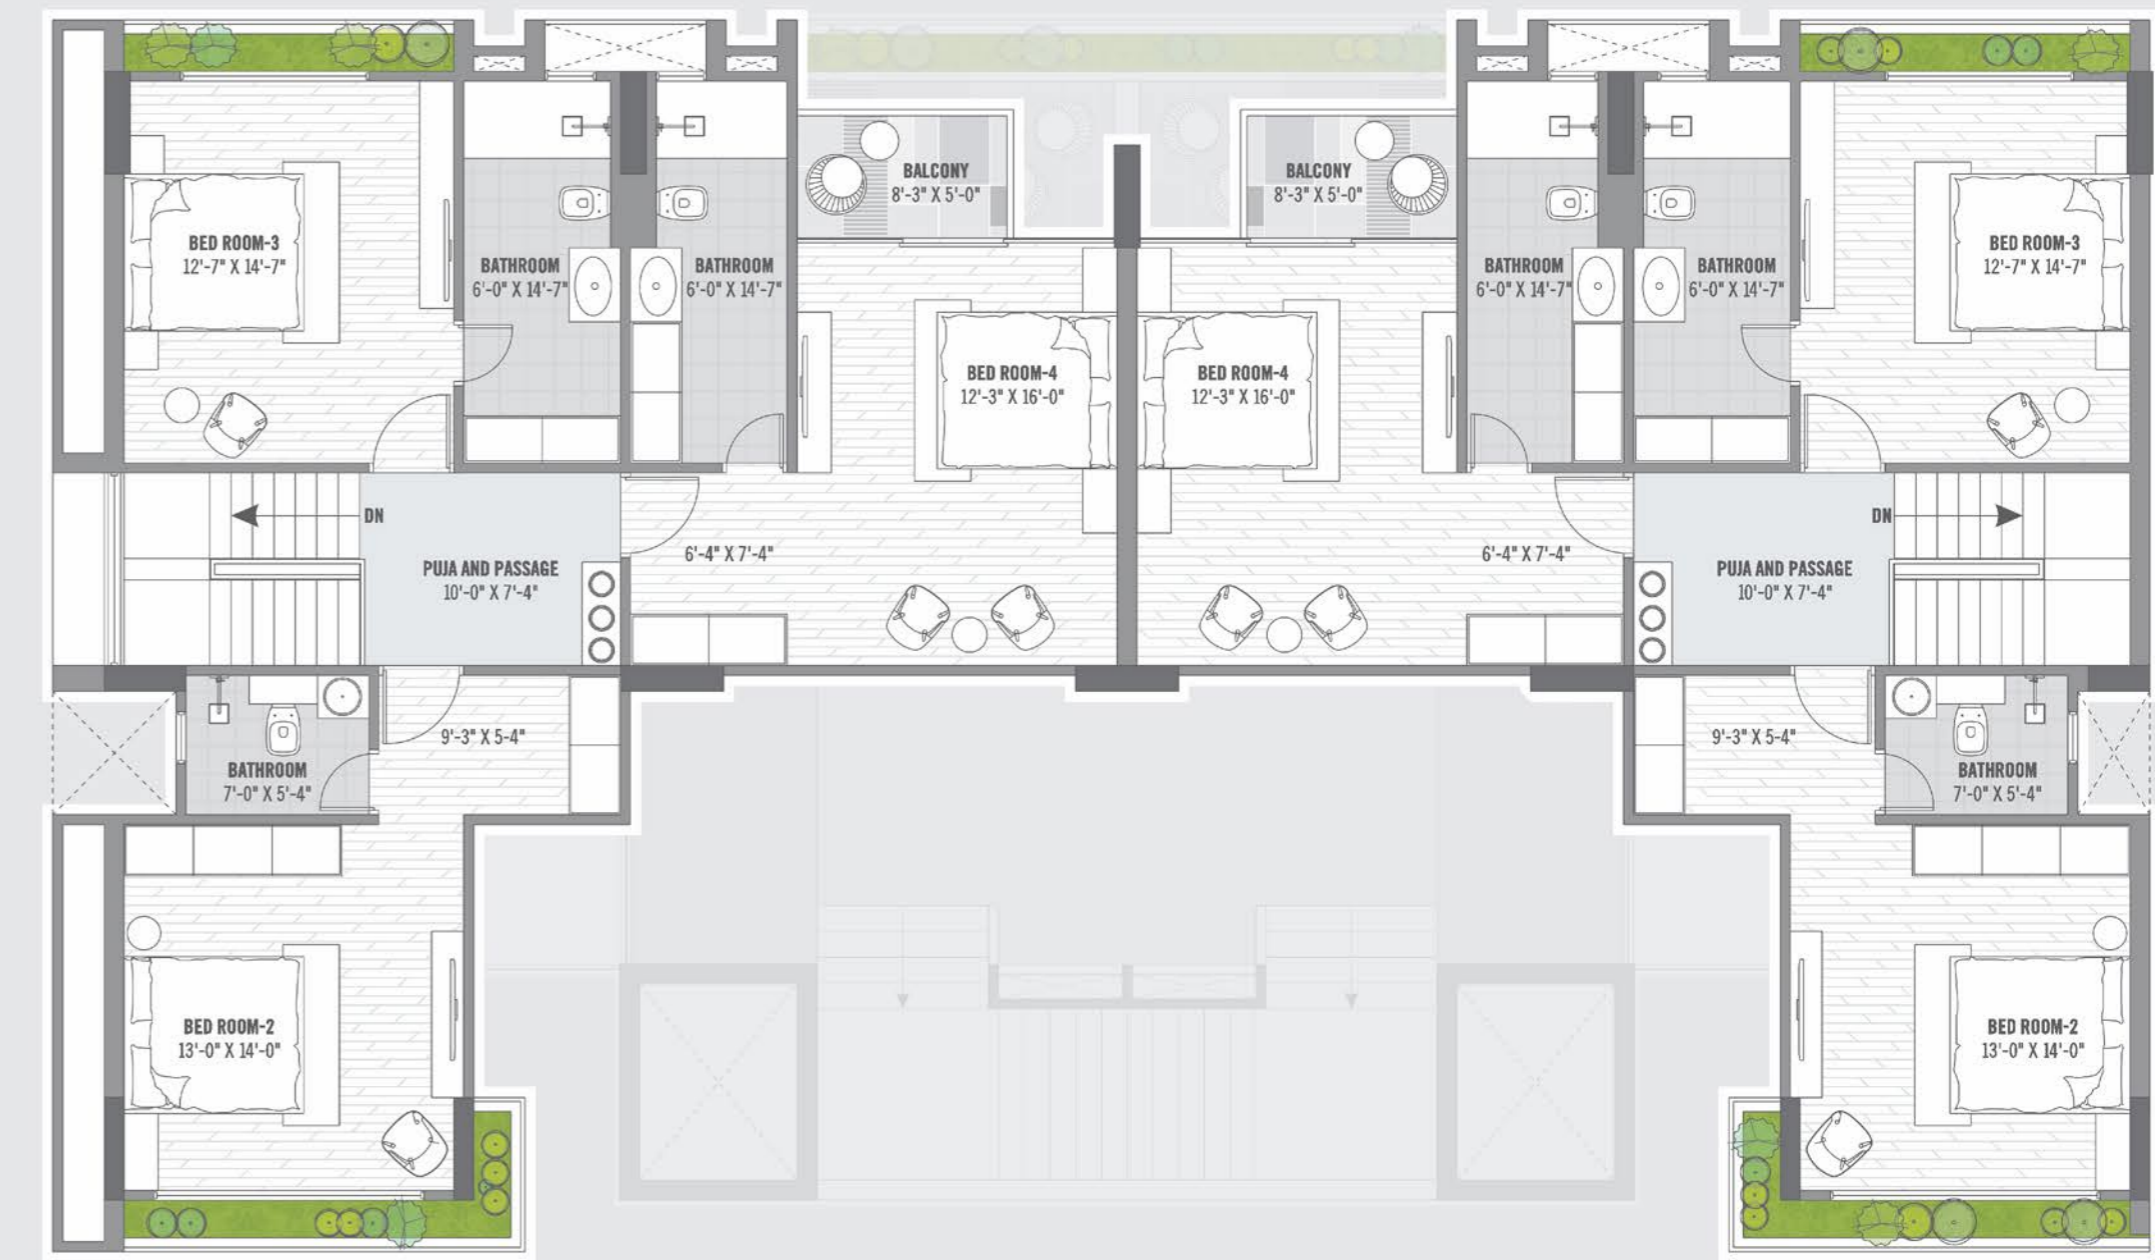 BALCONY
8'-3" X 5'-0"
BALCONY
8'-3" X 5'-0"
BED ROOM-3
12'-7" X 14'-7"
BATHROOM
6'-0" X 14'-7"
BATHROOM
6'-0" X 14'-7"
BATHROOM
6'-0" X 14'-7"
BATHROOM
6'-0" X 14'-7"
BED ROOM-3
12'-7" X 14'-7"
BED ROOM-4
12'-3" X 16'-0"
BED ROOM-4
12'-3" X 16'-0"
DN
DN
PUJA AND PASSAGE
10'-0" X 7'-4"
6'-4" X 7'-4"
6'-4" X 7'-4"
PUJA AND PASSAGE
10'-0" X 7'-4"
BATHROOM
7'-0" X 5'-4"
9'-3" X 5-4"
9'-3" X 5-4"
BATHROOM
7'-0" X 5'-4"
BED ROOM-2
13'-0" X 14'-0"
BED ROOM-2
13'-0" X 14'-0"